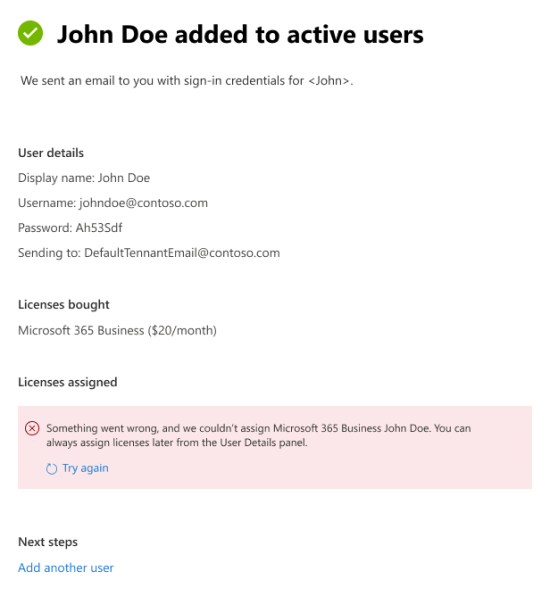 John Doe added to active users
We sent an email to you with sign-in credentials for <John>.
User details
Display name: John Doe
Username: johndoe@contoso.com
Password: Ah53Sdf
Sending to: DefaultTennantEmail@contoso.com
Licenses bought
Microsoft 365 Business ($20/month)
Licenses assigned
Something went wrong, and we couldn't assign Microsoft 365 Business John Doe. You can
always assign licenses later from the User Details panel.
Try again
Next steps
Add another user